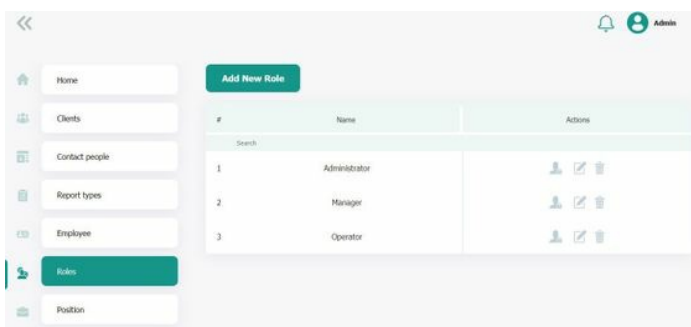 Admin
Home
Clients
Contact people
Report types
Employee
Roles
Position
Add New Role
# Name Actions
Search
1 Administrator
2 Manager
3 Operator